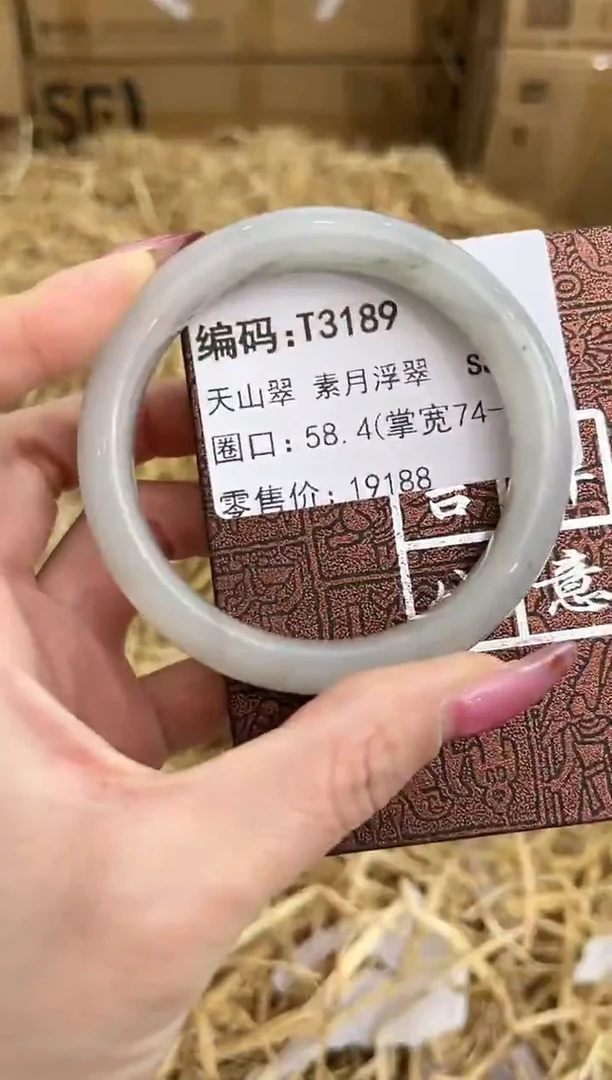 编码:T3189
天山翠 素月浮翠
圈口: 58.4(掌宽74-
零售价: 19188
意